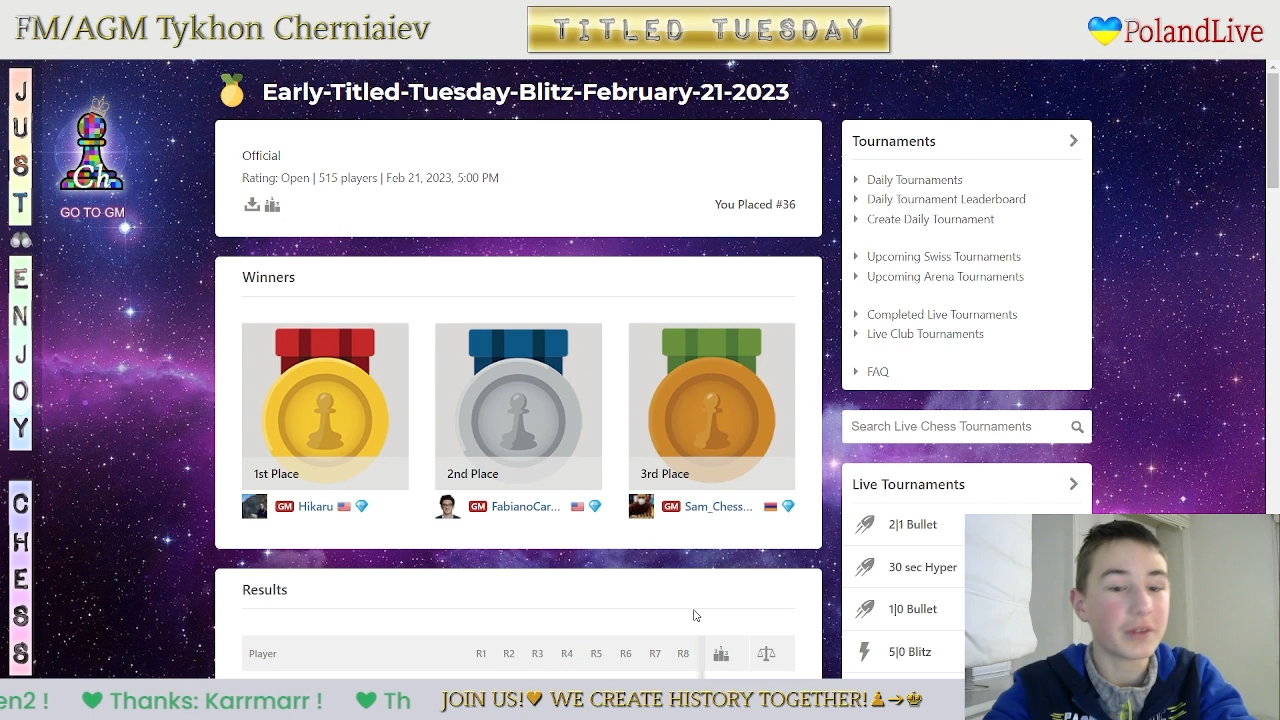 FM/AGM Tykhon Cherniaiev
TITLED TUESDAY
PolandLive
JUST
ENJOY
CHESS
Ch
GO TO GM
Early-Titled-Tuesday-Blitz-February-21-2023
Official
Rating: Open | 515 players | Feb 21, 2023, 5:00 PM
You Placed #36
Winners
1st Place
2nd Place
3rd Place
GM Hikaru
GM FabianoCar...
GM Sam_Chess...
Results
Player R1 R2 R3 R4 R5 R6 R7 R8
Tournaments
Daily Tournaments
Daily Tournament Leaderboard
Create Daily Tournament
Upcoming Swiss Tournaments
Upcoming Arena Tournaments
Completed Live Tournaments
Live Club Tournaments
FAQ
Search Live Chess Tournaments
Live Tournaments
2|1 Bullet
30 sec Hyper
1|0 Bullet
5|0 Blitz
en2 ! Thanks: Karrmarr ! Th
JOIN US!♥ WE CREATE HISTORY TOGETHER!♟→♚